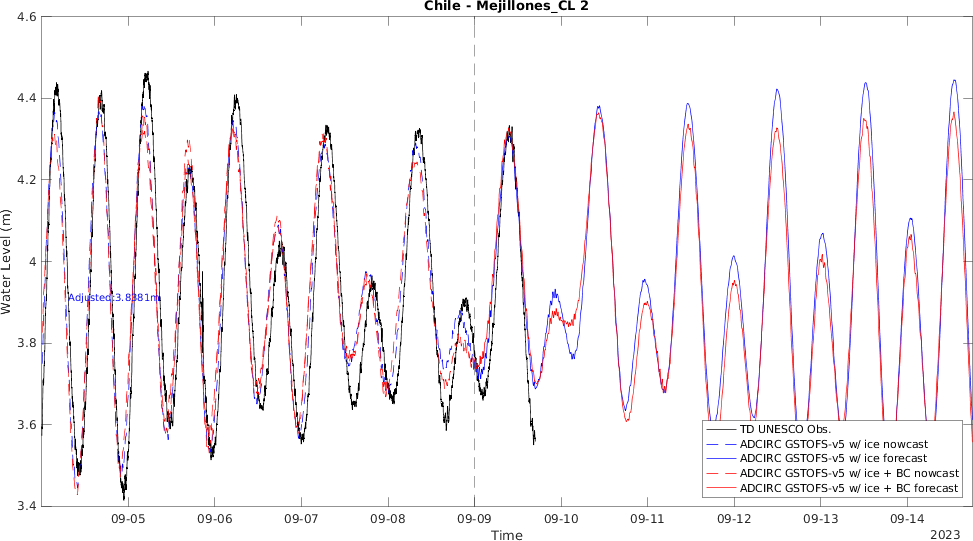 Chile - Mejillones_CL 2
4.6
4.4
4.2
4
3.8
3.6
3.4
Water Level (m)
Adjusted:3.8381m
TD UNESCO Obs.
ADCIRC GSTOFS-v5 w/ ice nowcast
ADCIRC GSTOFS-v5 w/ ice forecast
ADCIRC GSTOFS-v5 w/ ice + BC nowcast
ADCIRC GSTOFS-v5 w/ ice + BC forecast
09-05 09-06 09-07 09-08 09-09 09-10 09-11 09-12 09-13 09-14
Time
2023